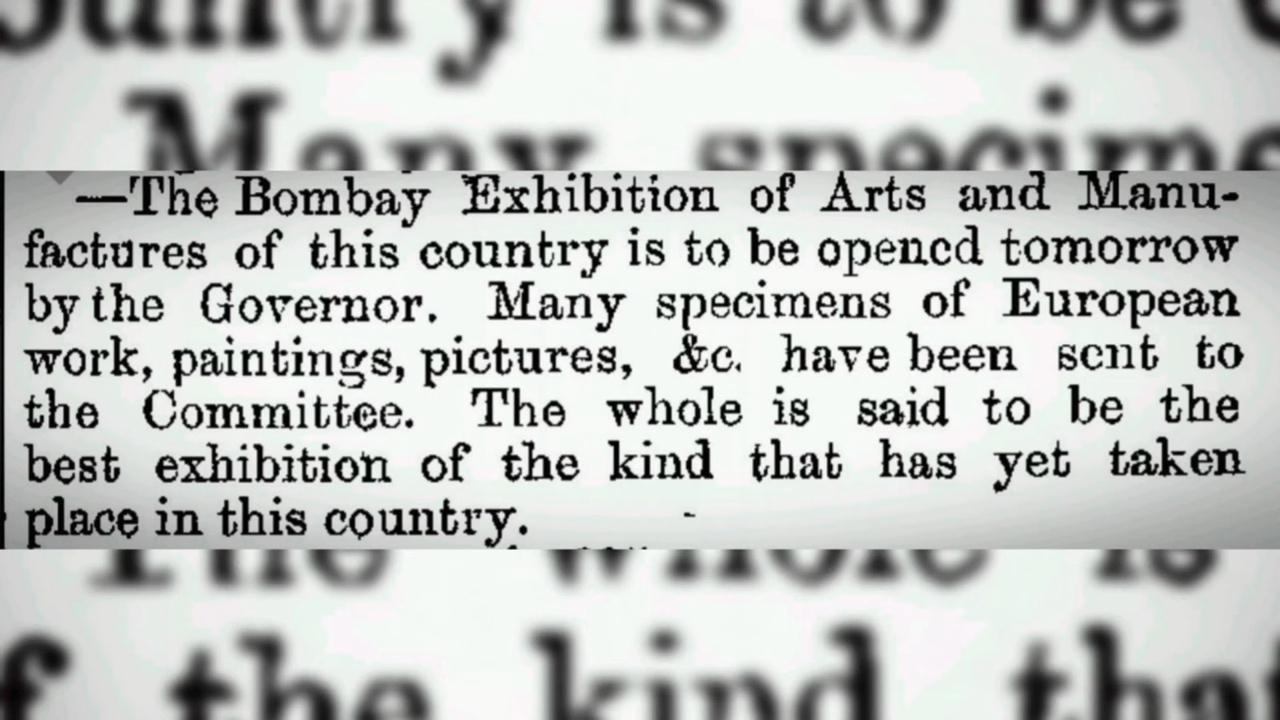 —The Bombay Exhibition of Arts and Manu-
factures of this country is to be opened tomorrow
by the Governor. Many specimens of European
work, paintings, pictures, &c. have been sent to
the Committee. The whole is said to be the
best exhibition of the kind that has yet taken
place in this country.